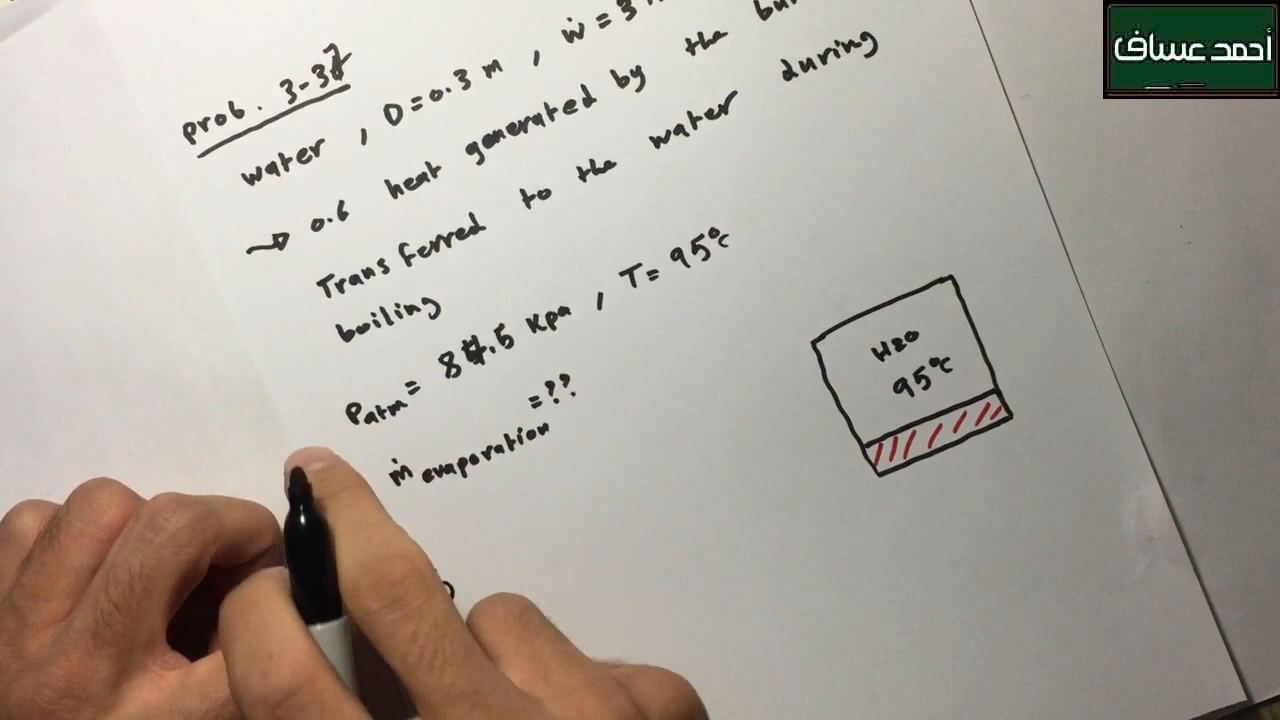 prob. 3-37
water , D=0.3 m , ẇ = 3
→ 0.6 heat generated by the
Transferred to the water during
boiling
Patm = 84.5 kpa , T= 95°c
ṁ evaporation =??
H2O
95°c
أحمد عساف